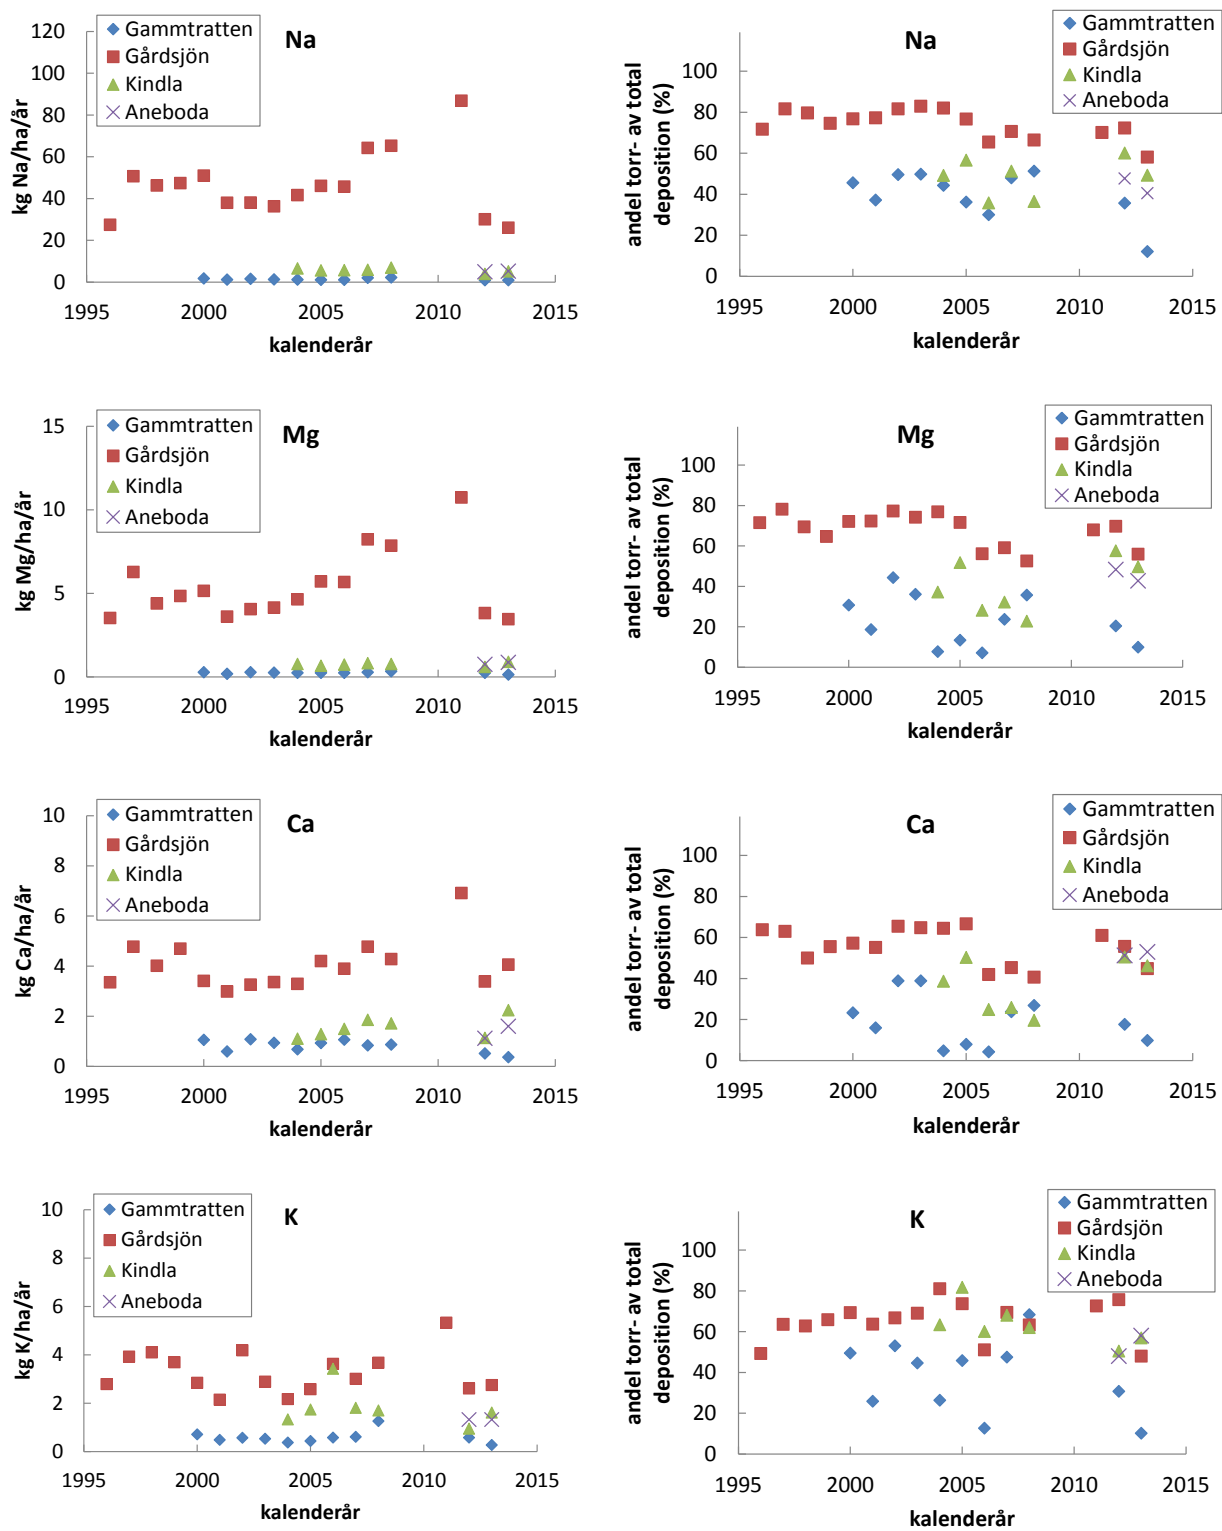 Na
Gammtratten
Gårdsjön
Kindla
Aneboda
kg Na/ha/år
120
100
80
60
40
20
0
1995 2000 2005 2010 2015
kalenderår
Na
Gammtratten
Gårdsjön
Kindla
Aneboda
andel torr- av total
deposition (%)
100
80
60
40
20
0
1995 2000 2005 2010 2015
kalenderår
Mg
Gammtratten
Gårdsjön
Kindla
Aneboda
kg Mg/ha/år
15
10
5
0
1995 2000 2005 2010 2015
kalenderår
Mg
Gammtratten
Gårdsjön
Kindla
Aneboda
andel torr- av total
deposition (%)
100
80
60
40
20
0
1995 2000 2005 2010 2015
kalenderår
Ca
Gammtratten
Gårdsjön
Kindla
Aneboda
kg Ca/ha/år
10
8
6
4
2
0
1995 2000 2005 2010 2015
kalenderår
Ca
Gammtratten
Gårdsjön
Kindla
Aneboda
andel torr- av total
deposition (%)
100
80
60
40
20
0
1995 2000 2005 2010 2015
kalenderår
K
Gammtratten
Gårdsjön
Kindla
Aneboda
kg K/ha/år
10
8
6
4
2
0
1995 2000 2005 2010 2015
kalenderår
K
Gammtratten
Gårdsjön
Kindla
Aneboda
andel torr- av total
deposition (%)
100
80
60
40
20
0
1995 2000 2005 2010 2015
kalenderår